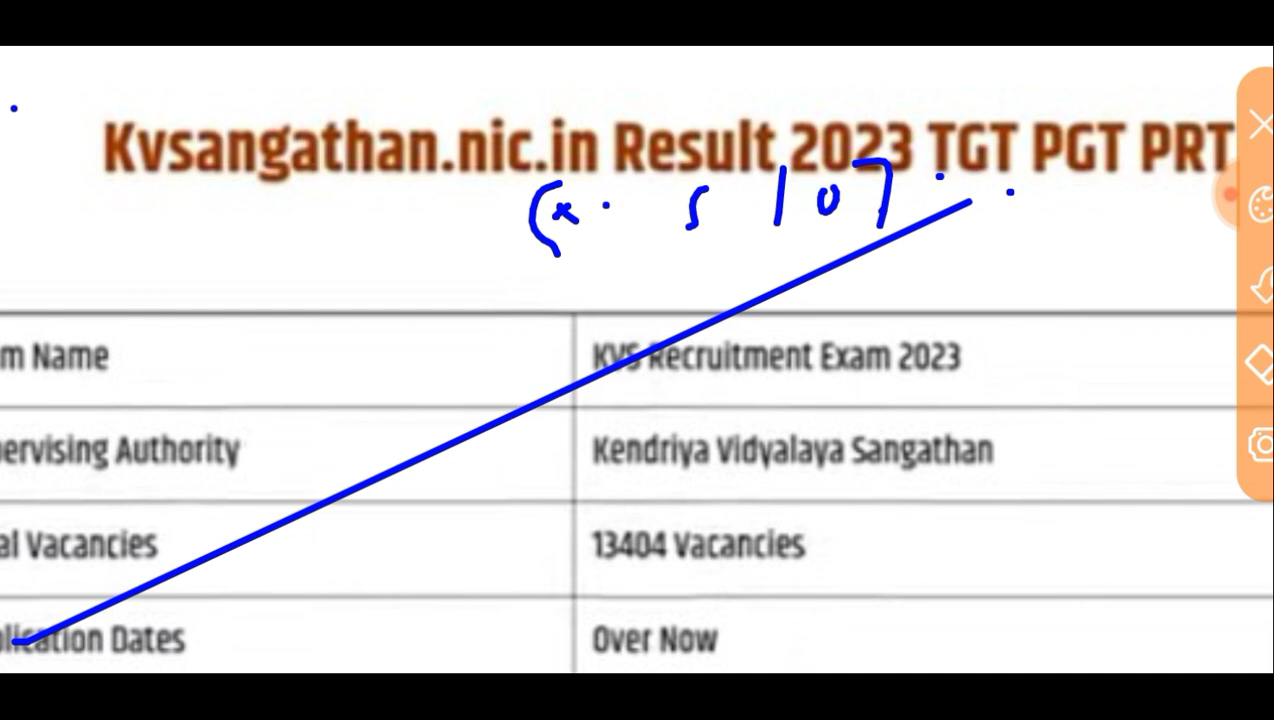 Kvsangathan.nic.in Result 2023 TGT PGT PRT
m Name KVS Recruitment Exam 2023
ervising Authority Kendriya Vidyalaya Sangathan
al Vacancies 13404 Vacancies
lication Dates Over Now